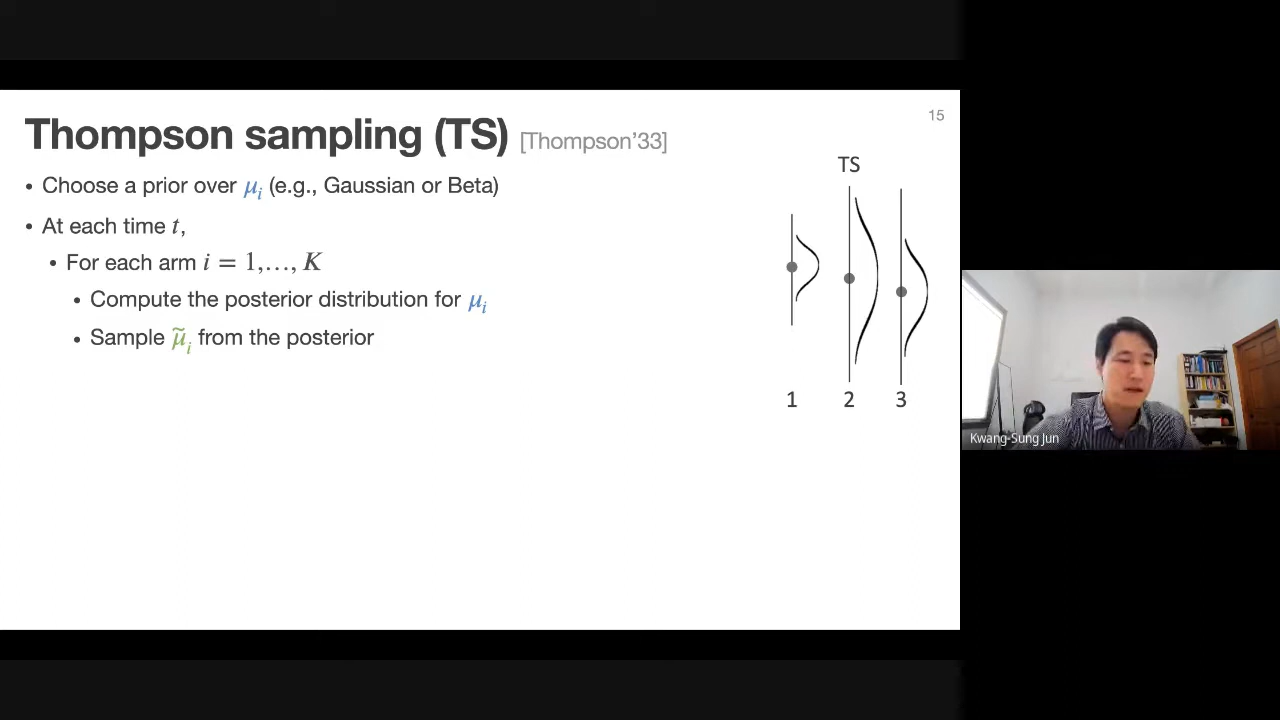 Thompson sampling (TS) [Thompson'33]
15
• Choose a prior over μᵢ (e.g., Gaussian or Beta)
• At each time t,
• For each arm i = 1,…, K
• Compute the posterior distribution for μᵢ
• Sample μ̃ᵢ from the posterior
TS
1 2 3
Kwang-Sung Jun